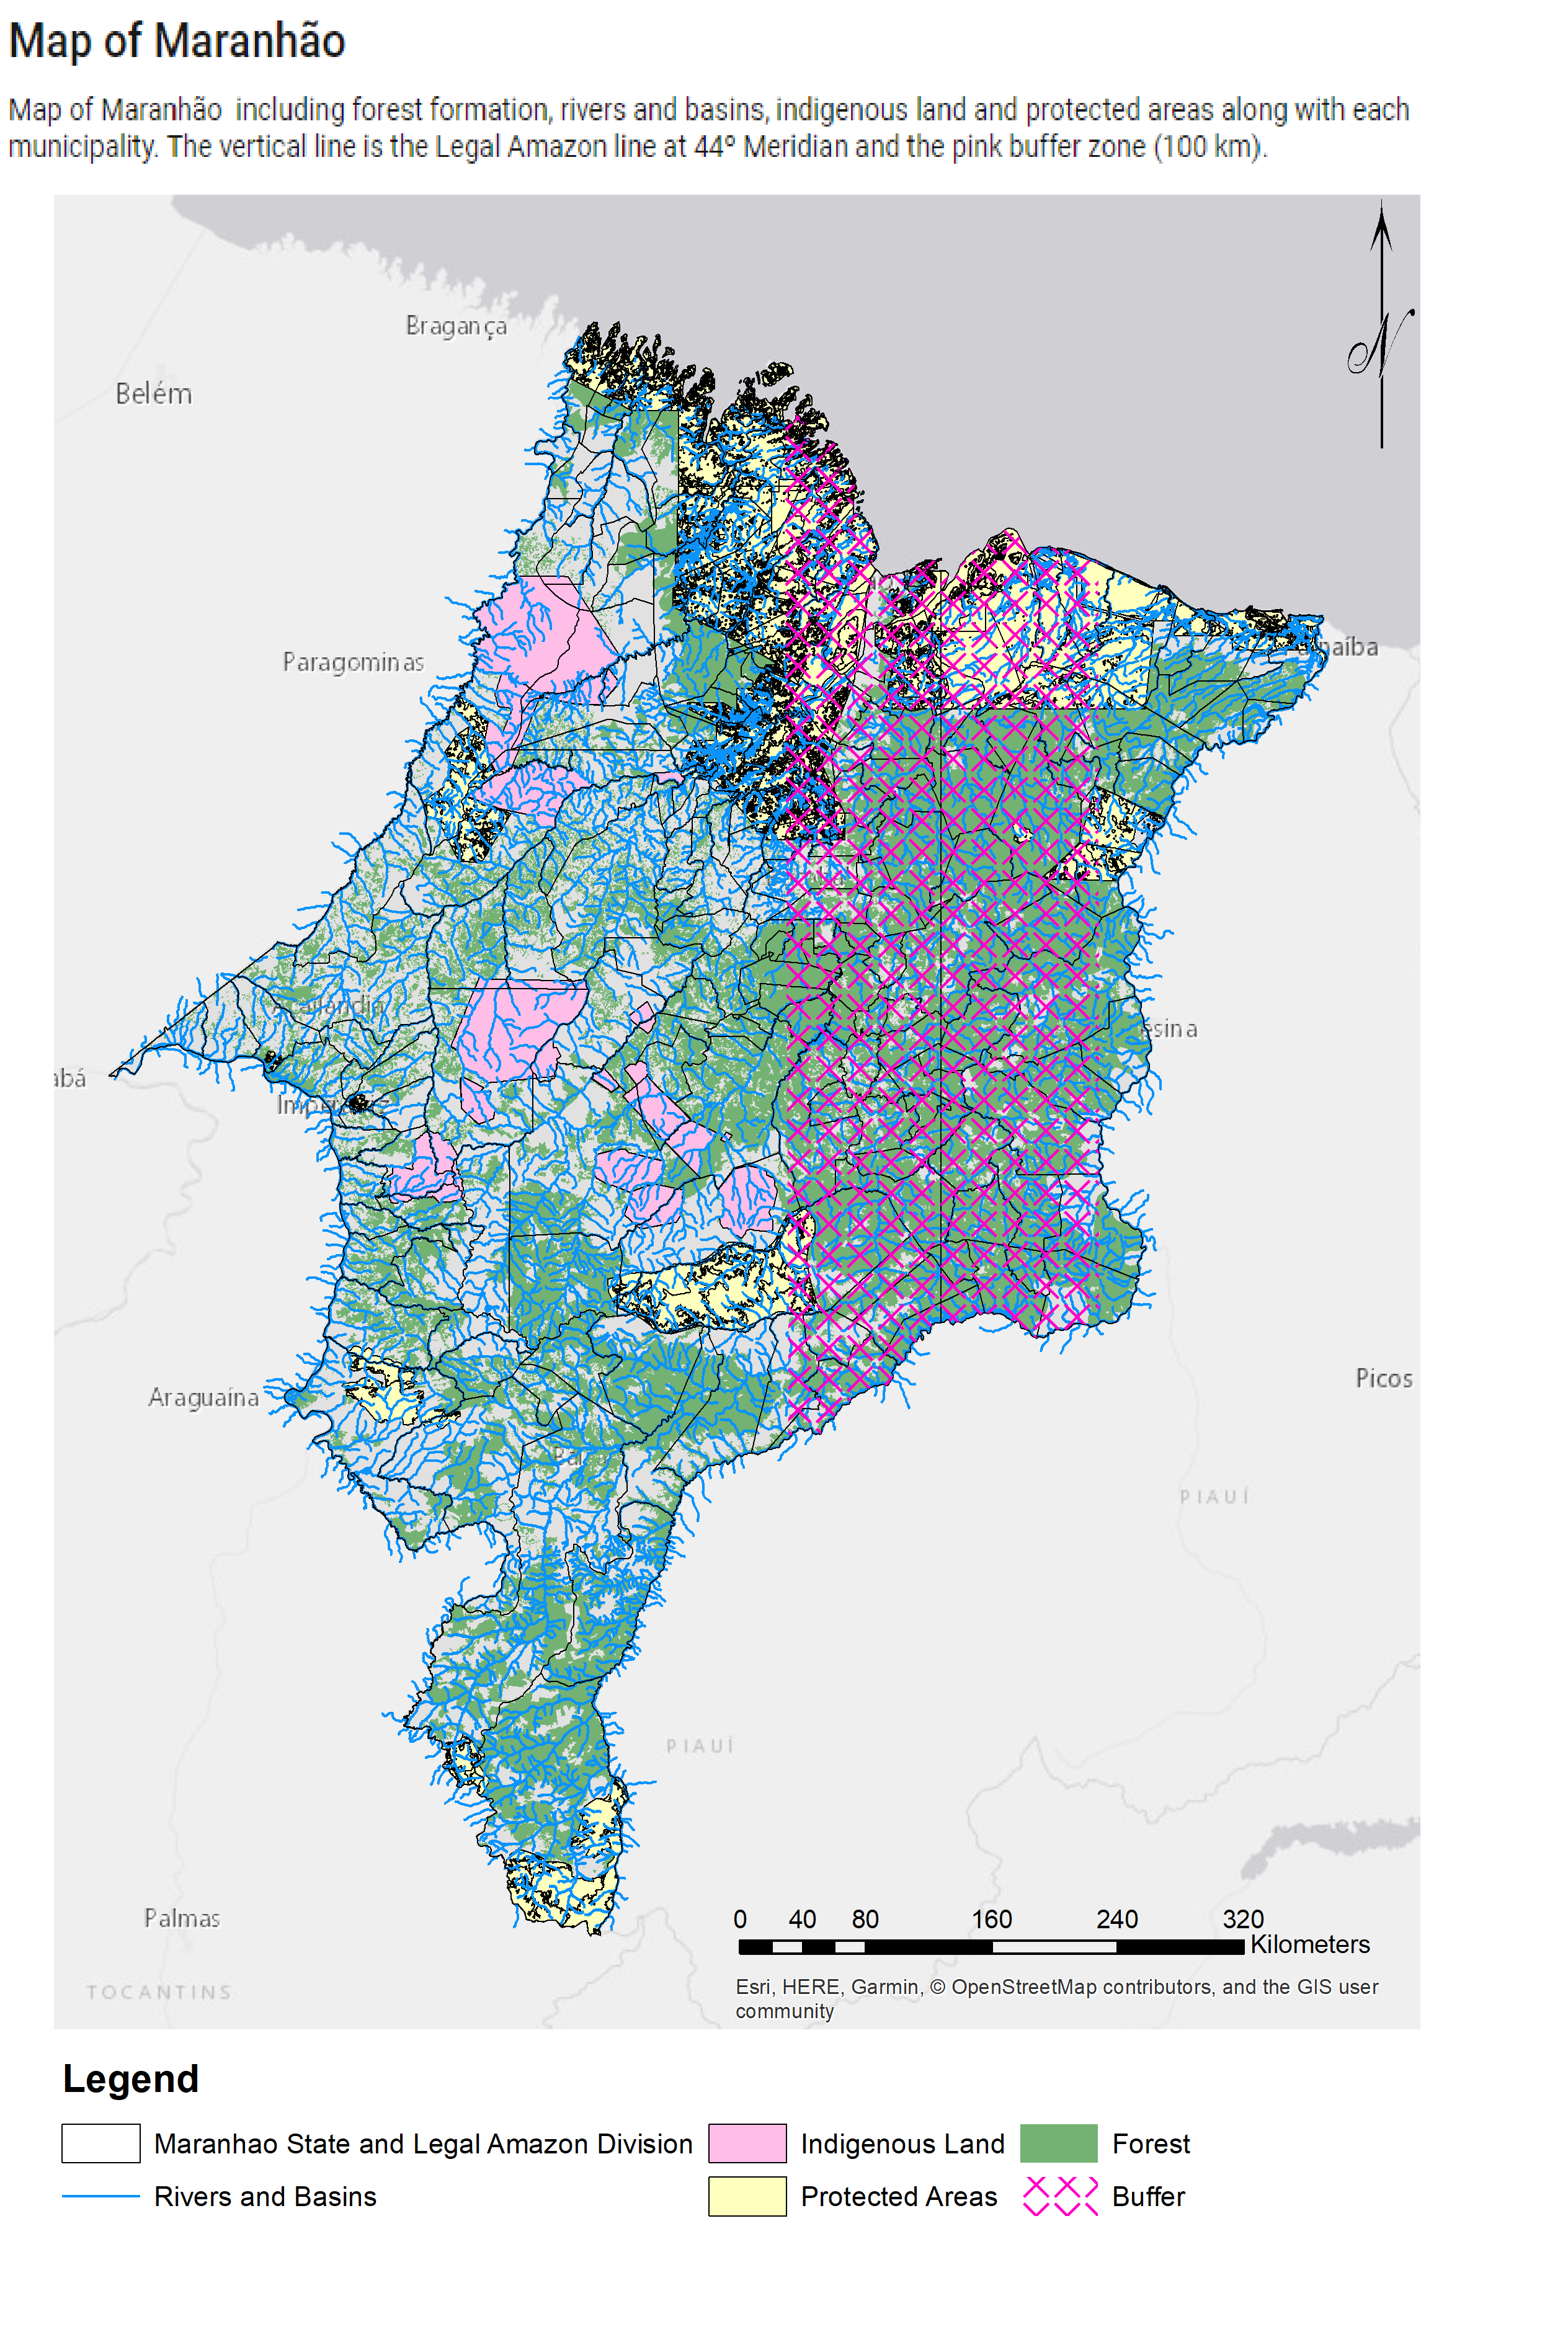 Map of Maranhão
Map of Maranhão including forest formation, rivers and basins, indigenous land and protected areas along with each
municipality. The vertical line is the Legal Amazon line at 44º Meridian and the pink buffer zone (100 km).
N
Bragança
Belém
Paragominas
naíba
esina
abá
Araguaína
Picos
PIAUÍ
PIAUÍ
Palmas
TOCANTINS
0 40 80 160 240 320
Kilometers
Esri, HERE, Garmin, © OpenStreetMap contributors, and the GIS user
community
Legend
Maranhao State and Legal Amazon Division Indigenous Land Forest
Rivers and Basins Protected Areas Buffer